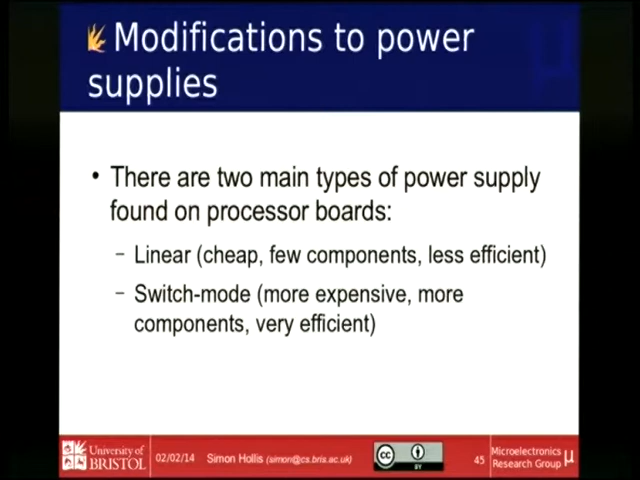 Modifications to power
supplies
• There are two main types of power supply
found on processor boards:
– Linear (cheap, few components, less efficient)
– Switch-mode (more expensive, more
components, very efficient)
University of
BRISTOL
02/02/14
Simon Hollis (simon@cs.bris.ac.uk)
cc
BY
45
Microelectronics
Research Group
μ